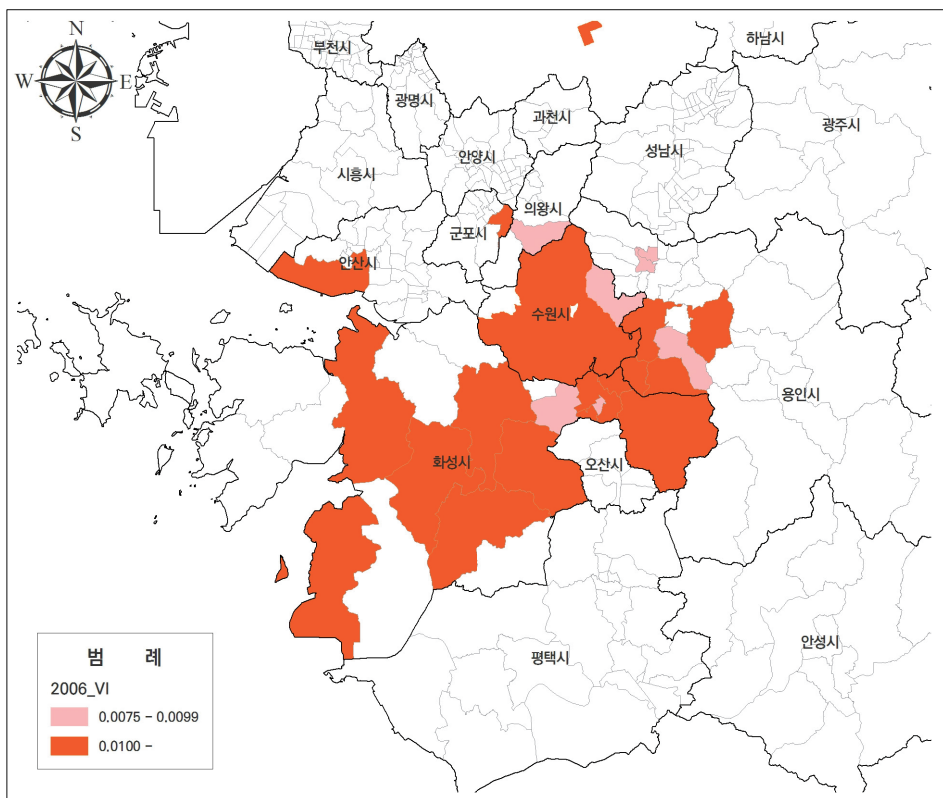 N
W E
S
부천시
하남시
광명시
과천시
광주시
안양시
성남시
시흥시
의왕시
군포시
안산시
수원시
용인시
화성시
오산시
평택시
안성시
범 례
2006_VI
0.0075 - 0.0099
0.0100 -